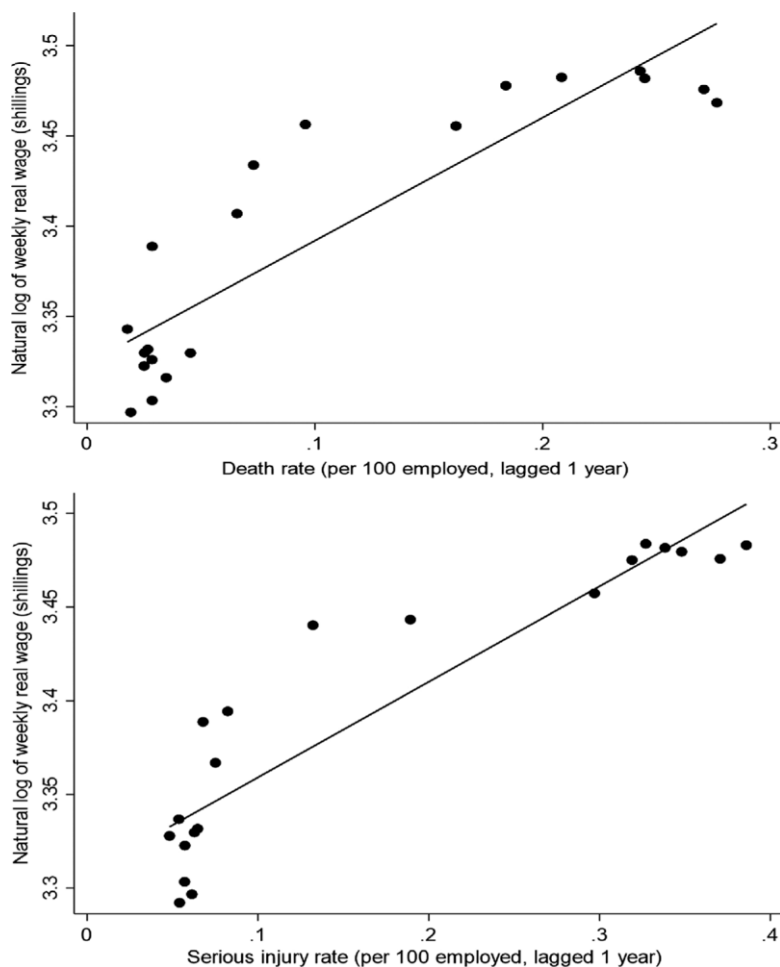 Natural log of weekly real wage (shillings)
3.5
3.45
3.4
3.35
3.3
0 .1 .2 .3
Death rate (per 100 employed, lagged 1 year)
Natural log of weekly real wage (shillings)
3.5
3.45
3.4
3.35
3.3
0 .1 .2 .3 .4
Serious injury rate (per 100 employed, lagged 1 year)